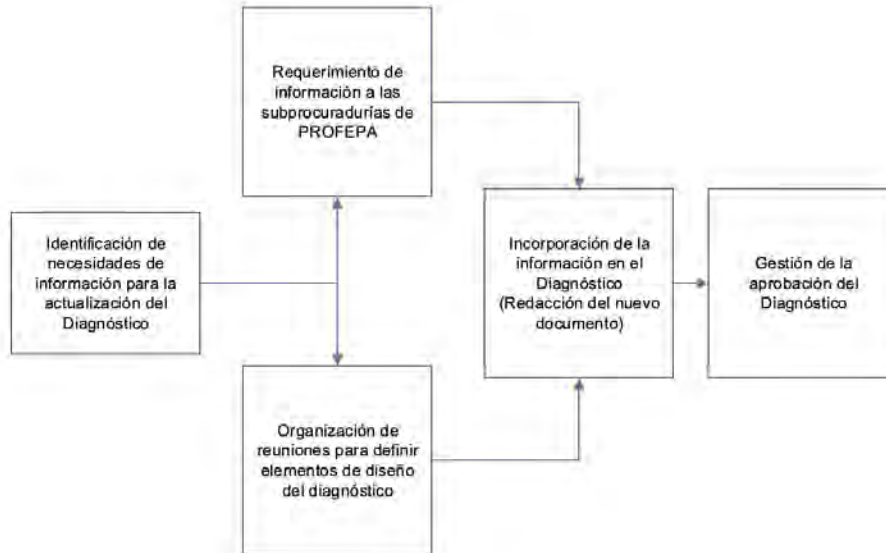 Requerimiento de
información a las
subprocuradurías de
PROFEPA
Identificación de
necesidades de
información para la
actualización del
Diagnóstico
Incorporación de la
información en el
Diagnóstico
(Redacción del nuevo
documento)
Gestión de la
aprobación del
Diagnóstico
Organización de
reuniones para definir
elementos de diseño
del diagnóstico